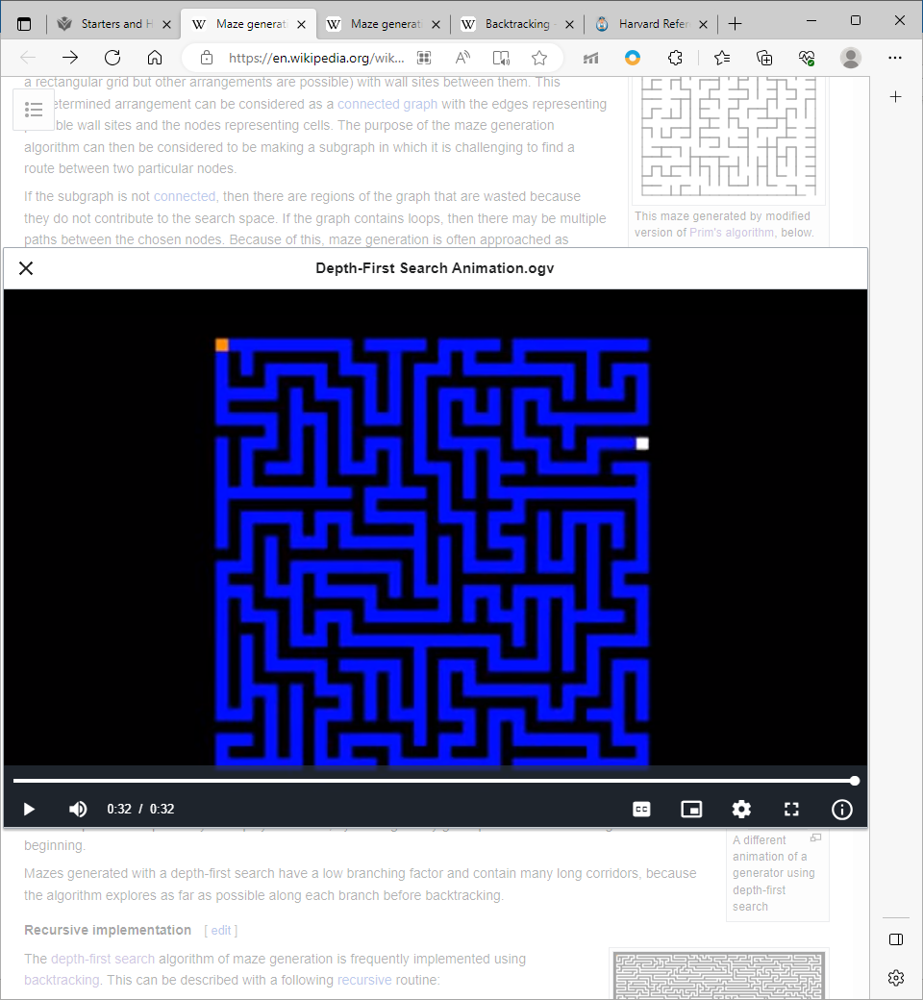 Starters and H
Maze generati
Maze generati
Backtracking -
Harvard Refer
https://en.wikipedia.org/wik...
a rectangular grid but other arrangements are possible) with wall sites between them. This
etermined arrangement can be considered as a connected graph with the edges representing
ble wall sites and the nodes representing cells. The purpose of the maze generation
algorithm can then be considered to be making a subgraph in which it is challenging to find a
route between two particular nodes.
If the subgraph is not connected, then there are regions of the graph that are wasted because
they do not contribute to the search space. If the graph contains loops, then there may be multiple
paths between the chosen nodes. Because of this, maze generation is often approached as
This maze generated by modified
version of Prim's algorithm, below.
Depth-First Search Animation.ogv
0:32 / 0:32
CC
beginning.
Mazes generated with a depth-first search have a low branching factor and contain many long corridors, because
the algorithm explores as far as possible along each branch before backtracking.
A different
animation of a
generator using
depth-first
search
Recursive implementation [ edit ]
The depth-first search algorithm of maze generation is frequently implemented using
backtracking. This can be described with a following recursive routine: